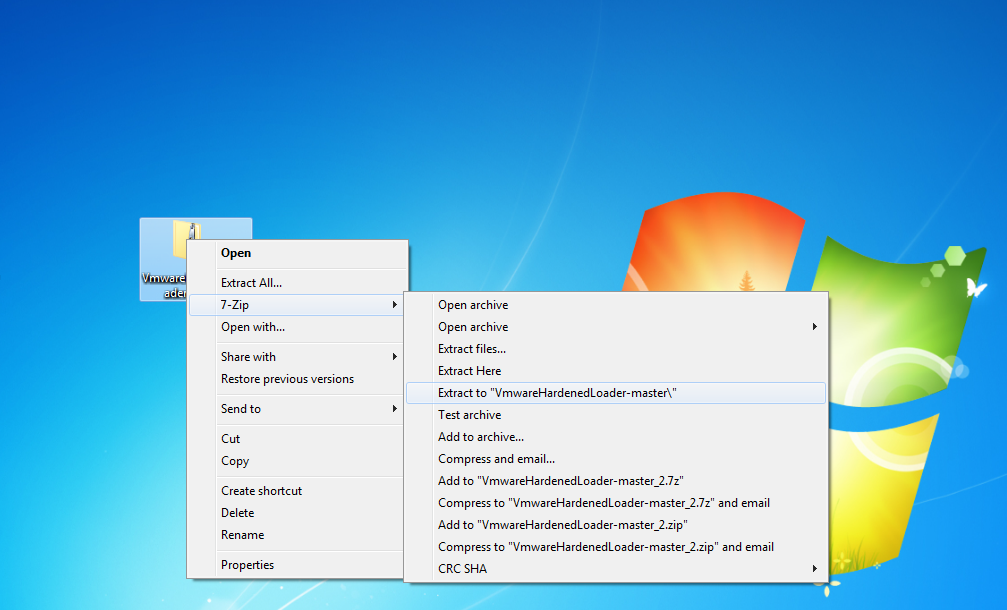 Vmware
ader
Open
Extract All...
7-Zip
Open with...
Share with
Restore previous versions
Send to
Cut
Copy
Create shortcut
Delete
Rename
Properties
Open archive
Open archive
Extract files...
Extract Here
Extract to "VmwareHardenedLoader-master\"
Test archive
Add to archive...
Compress and email...
Add to "VmwareHardenedLoader-master_2.7z"
Compress to "VmwareHardenedLoader-master_2.7z" and email
Add to "VmwareHardenedLoader-master_2.zip"
Compress to "VmwareHardenedLoader-master_2.zip" and email
CRC SHA